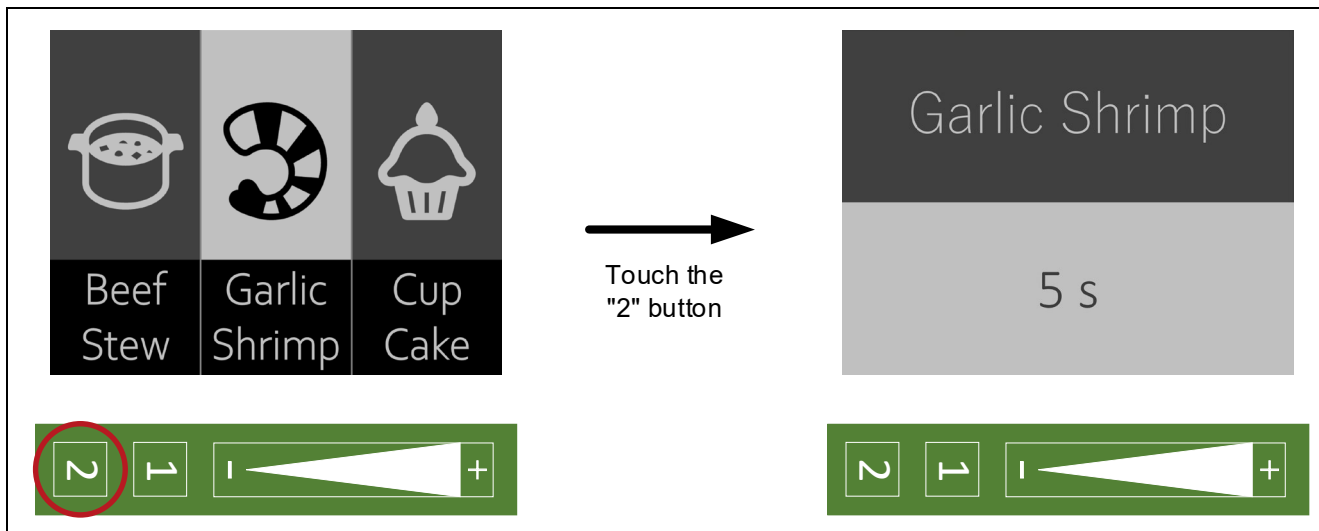 Beef
Stew
Garlic
Shrimp
Cup
Cake
Touch the
"2" button
Garlic Shrimp
5 s
2 1 - +
2 1 - +